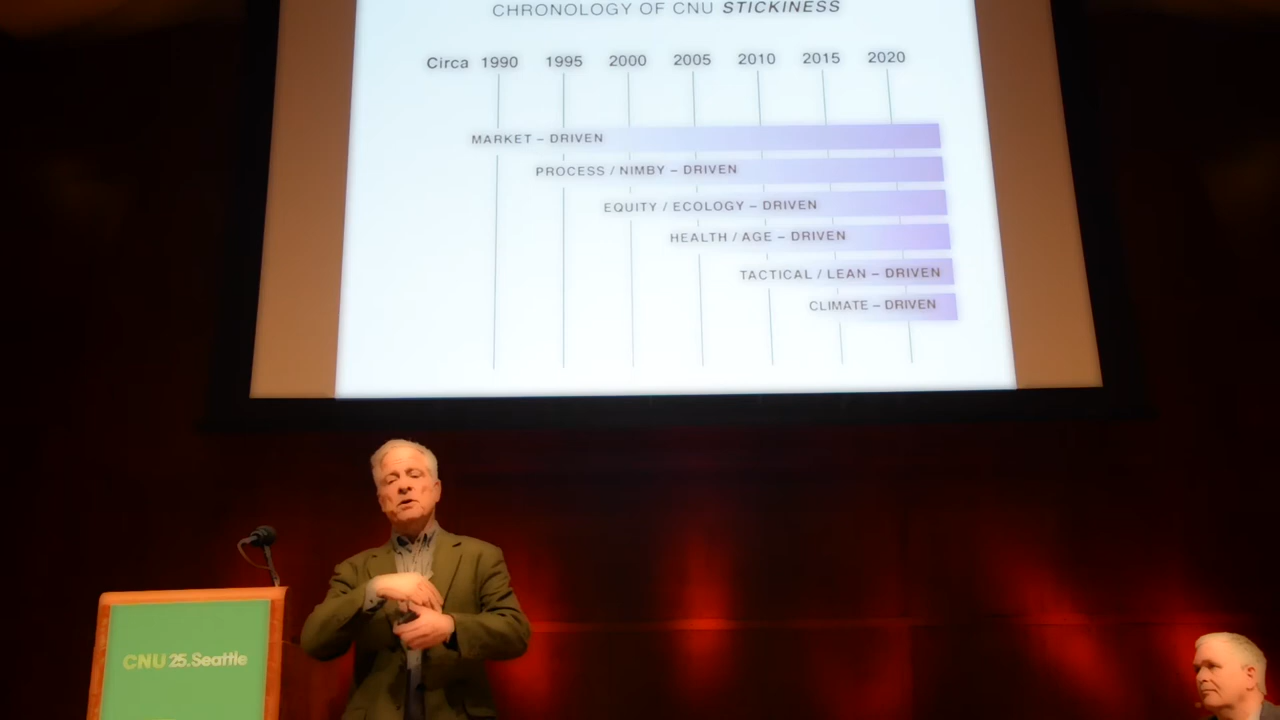 CHRONOLOGY OF CNU STICKINESS
Circa 1990 1995 2000 2005 2010 2015 2020
MARKET – DRIVEN
PROCESS / NIMBY – DRIVEN
EQUITY / ECOLOGY – DRIVEN
HEALTH / AGE – DRIVEN
TACTICAL / LEAN – DRIVEN
CLIMATE – DRIVEN
CNU 25.Seattle